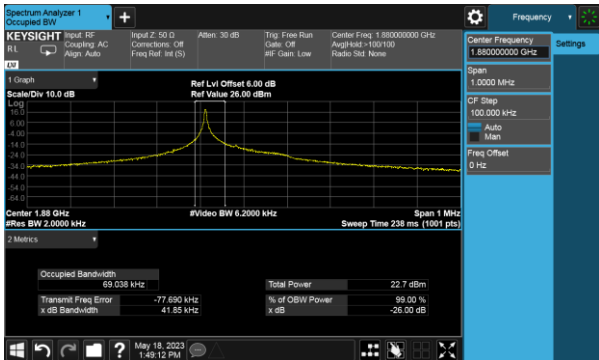 Spectrum Analyzer 1
Occupied BW
+
Frequency
KEYSIGHT
Input: RF
Coupling: AC
Align: Auto
Input Z: 50 Ω
Corrections: Off
Freq Ref: Int (S)
Atten: 30 dB
Trig: Free Run
Gate: Off
#IF Gain: Low
Center Freq: 1.880000000 GHz
Avg|Hold:>100/100
Radio Std: None
RL
LXI
Center Frequency
1.880000000 GHz
Settings
Span
1.0000 MHz
CF Step
100.000 kHz
Auto
Man
Freq Offset
0 Hz
1 Graph
Scale/Div 10.0 dB
Ref Lvl Offset 6.00 dB
Ref Value 26.00 dBm
Log
16.0
6.00
-4.00
-14.0
-24.0
-34.0
-44.0
-54.0
-64.0
Center 1.88 GHz
#Video BW 6.2000 kHz
Span 1 MHz
#Res BW 2.0000 kHz
Sweep Time 238 ms (1001 pts)
2 Metrics
Occupied Bandwidth
69.038 kHz
Total Power 22.7 dBm
Transmit Freq Error -77.690 kHz
% of OBW Power 99.00 %
x dB Bandwidth 41.85 kHz
x dB -26.00 dB
?
May 18, 2023
1:49:12 PM